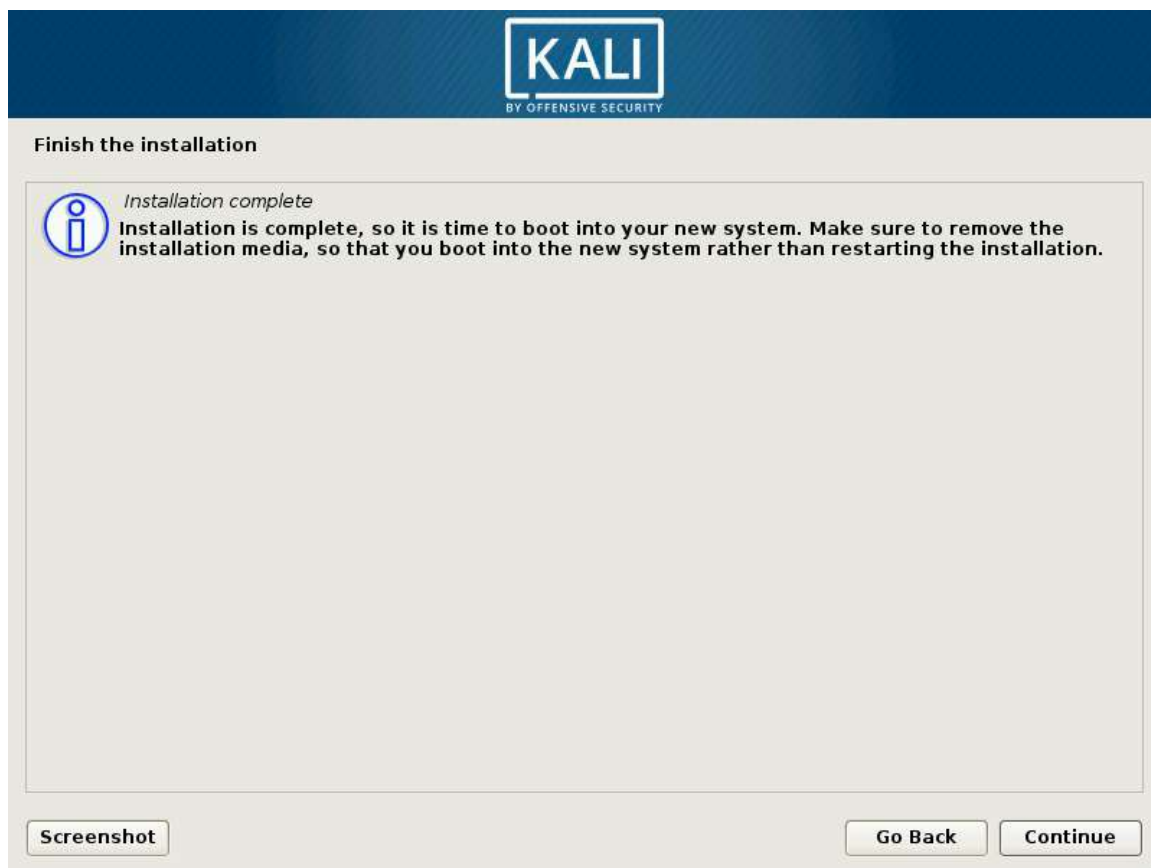 KALI
BY OFFENSIVE SECURITY
Finish the installation
Installation complete
Installation is complete, so it is time to boot into your new system. Make sure to remove the
installation media, so that you boot into the new system rather than restarting the installation.
Screenshot
Go Back
Continue